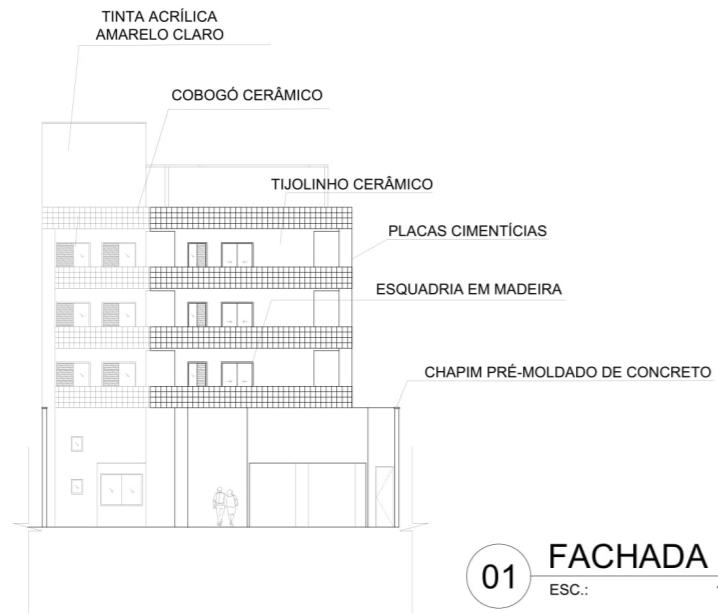 TINTA ACRÍLICA
AMARELO CLARO
COBOGÓ CERÂMICO
TIJOLINHO CERÂMICO
PLACAS CIMENTÍCIAS
ESQUADRIA EM MADEIRA
CHAPIM PRÉ-MOLDADO DE CONCRETO
01
FACHADA
ESC.: